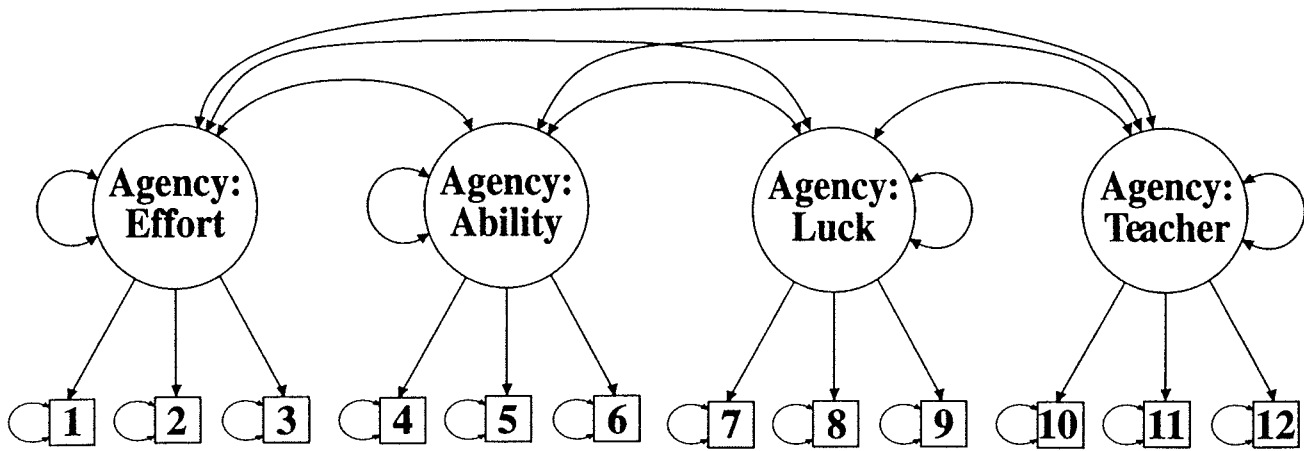 Agency:
Effort
Agency:
Ability
Agency:
Luck
Agency:
Teacher
1 2 3 4 5 6 7 8 9 10 11 12